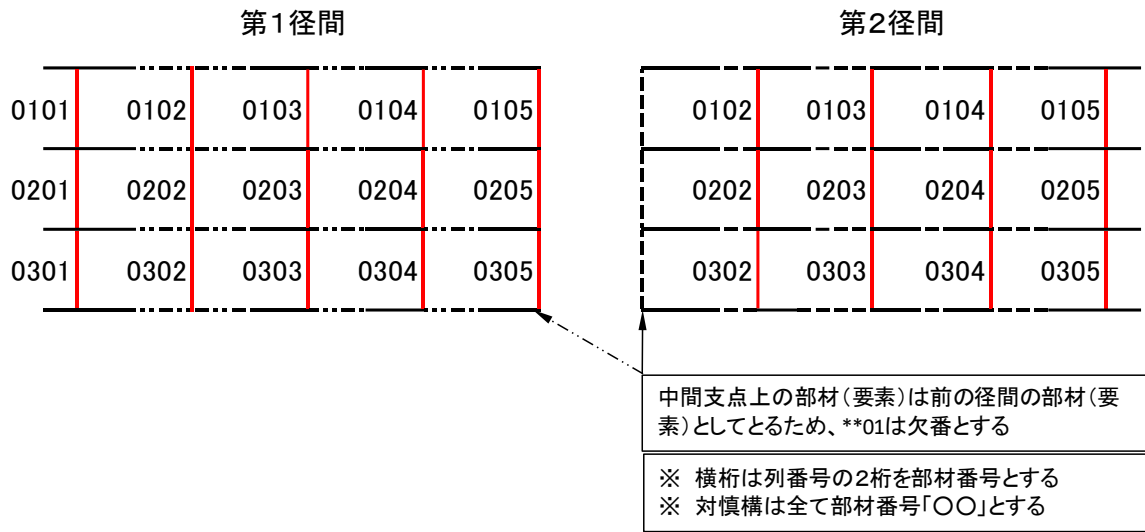 第1径間
第2径間
0101 0102 0103 0104 0105
0102 0103 0104 0105
0201 0202 0203 0204 0205
0202 0203 0204 0205
0301 0302 0303 0304 0305
0302 0303 0304 0305
中間支点上の部材（要素）は前の径間の部材（要
素）としてとるため、**01は欠番とする
※ 横桁は列番号の２桁を部材番号とする
※ 対慎構は全て部材番号「〇〇」とする